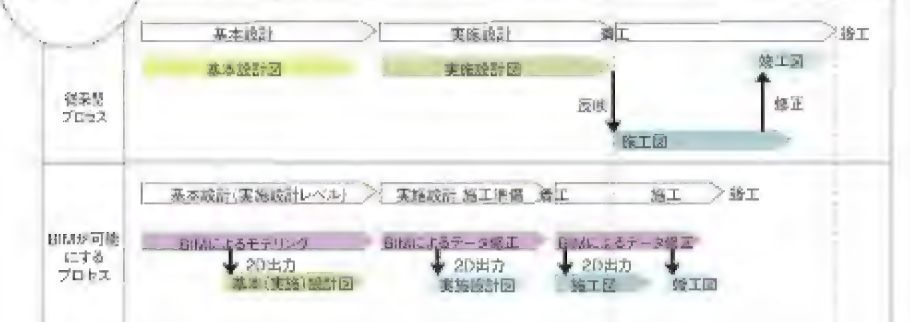 基本設計 実施設計 着工 竣工
基本設計図 実施設計図 竣工図
従来型
プロセス
反映 修正
施工図
基本設計(実施設計レベル) 実施設計 施工準備 着工 施工 竣工
BIMが可能
にする
プロセス
BIMによるモデリング BIMによるデータ修正 BIMによるデータ修正
2D出力 2D出力 2D出力
基本(実施)設計図 実施設計図 施工図 竣工図